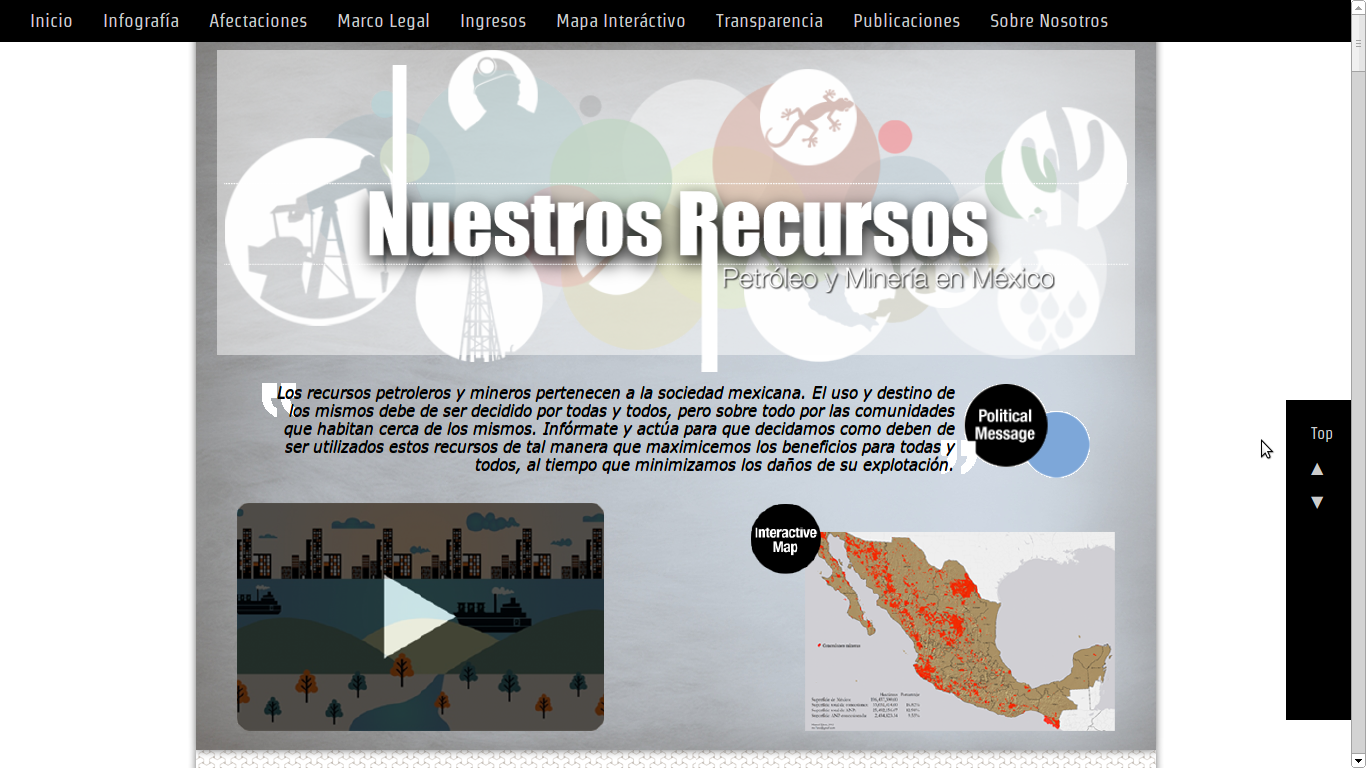 Inicio Infografía Afectaciones Marco Legal Ingresos Mapa Interáctivo Transparencia Publicaciones Sobre Nosotros
Nuestros Recursos
Petróleo y Minería en México
Los recursos petroleros y mineros pertenecen a la sociedad mexicana. El uso y destino de
los mismos debe de ser decidido por todas y todos, pero sobre todo por las comunidades
que habitan cerca de los mismos. Infórmate y actúa para que decidamos como deben de
ser utilizados estos recursos de tal manera que maximicemos los beneficios para todas y
todos, al tiempo que minimizamos los daños de su explotación.
Political
Message
Top
Interactive
Map
Concesiones mineras